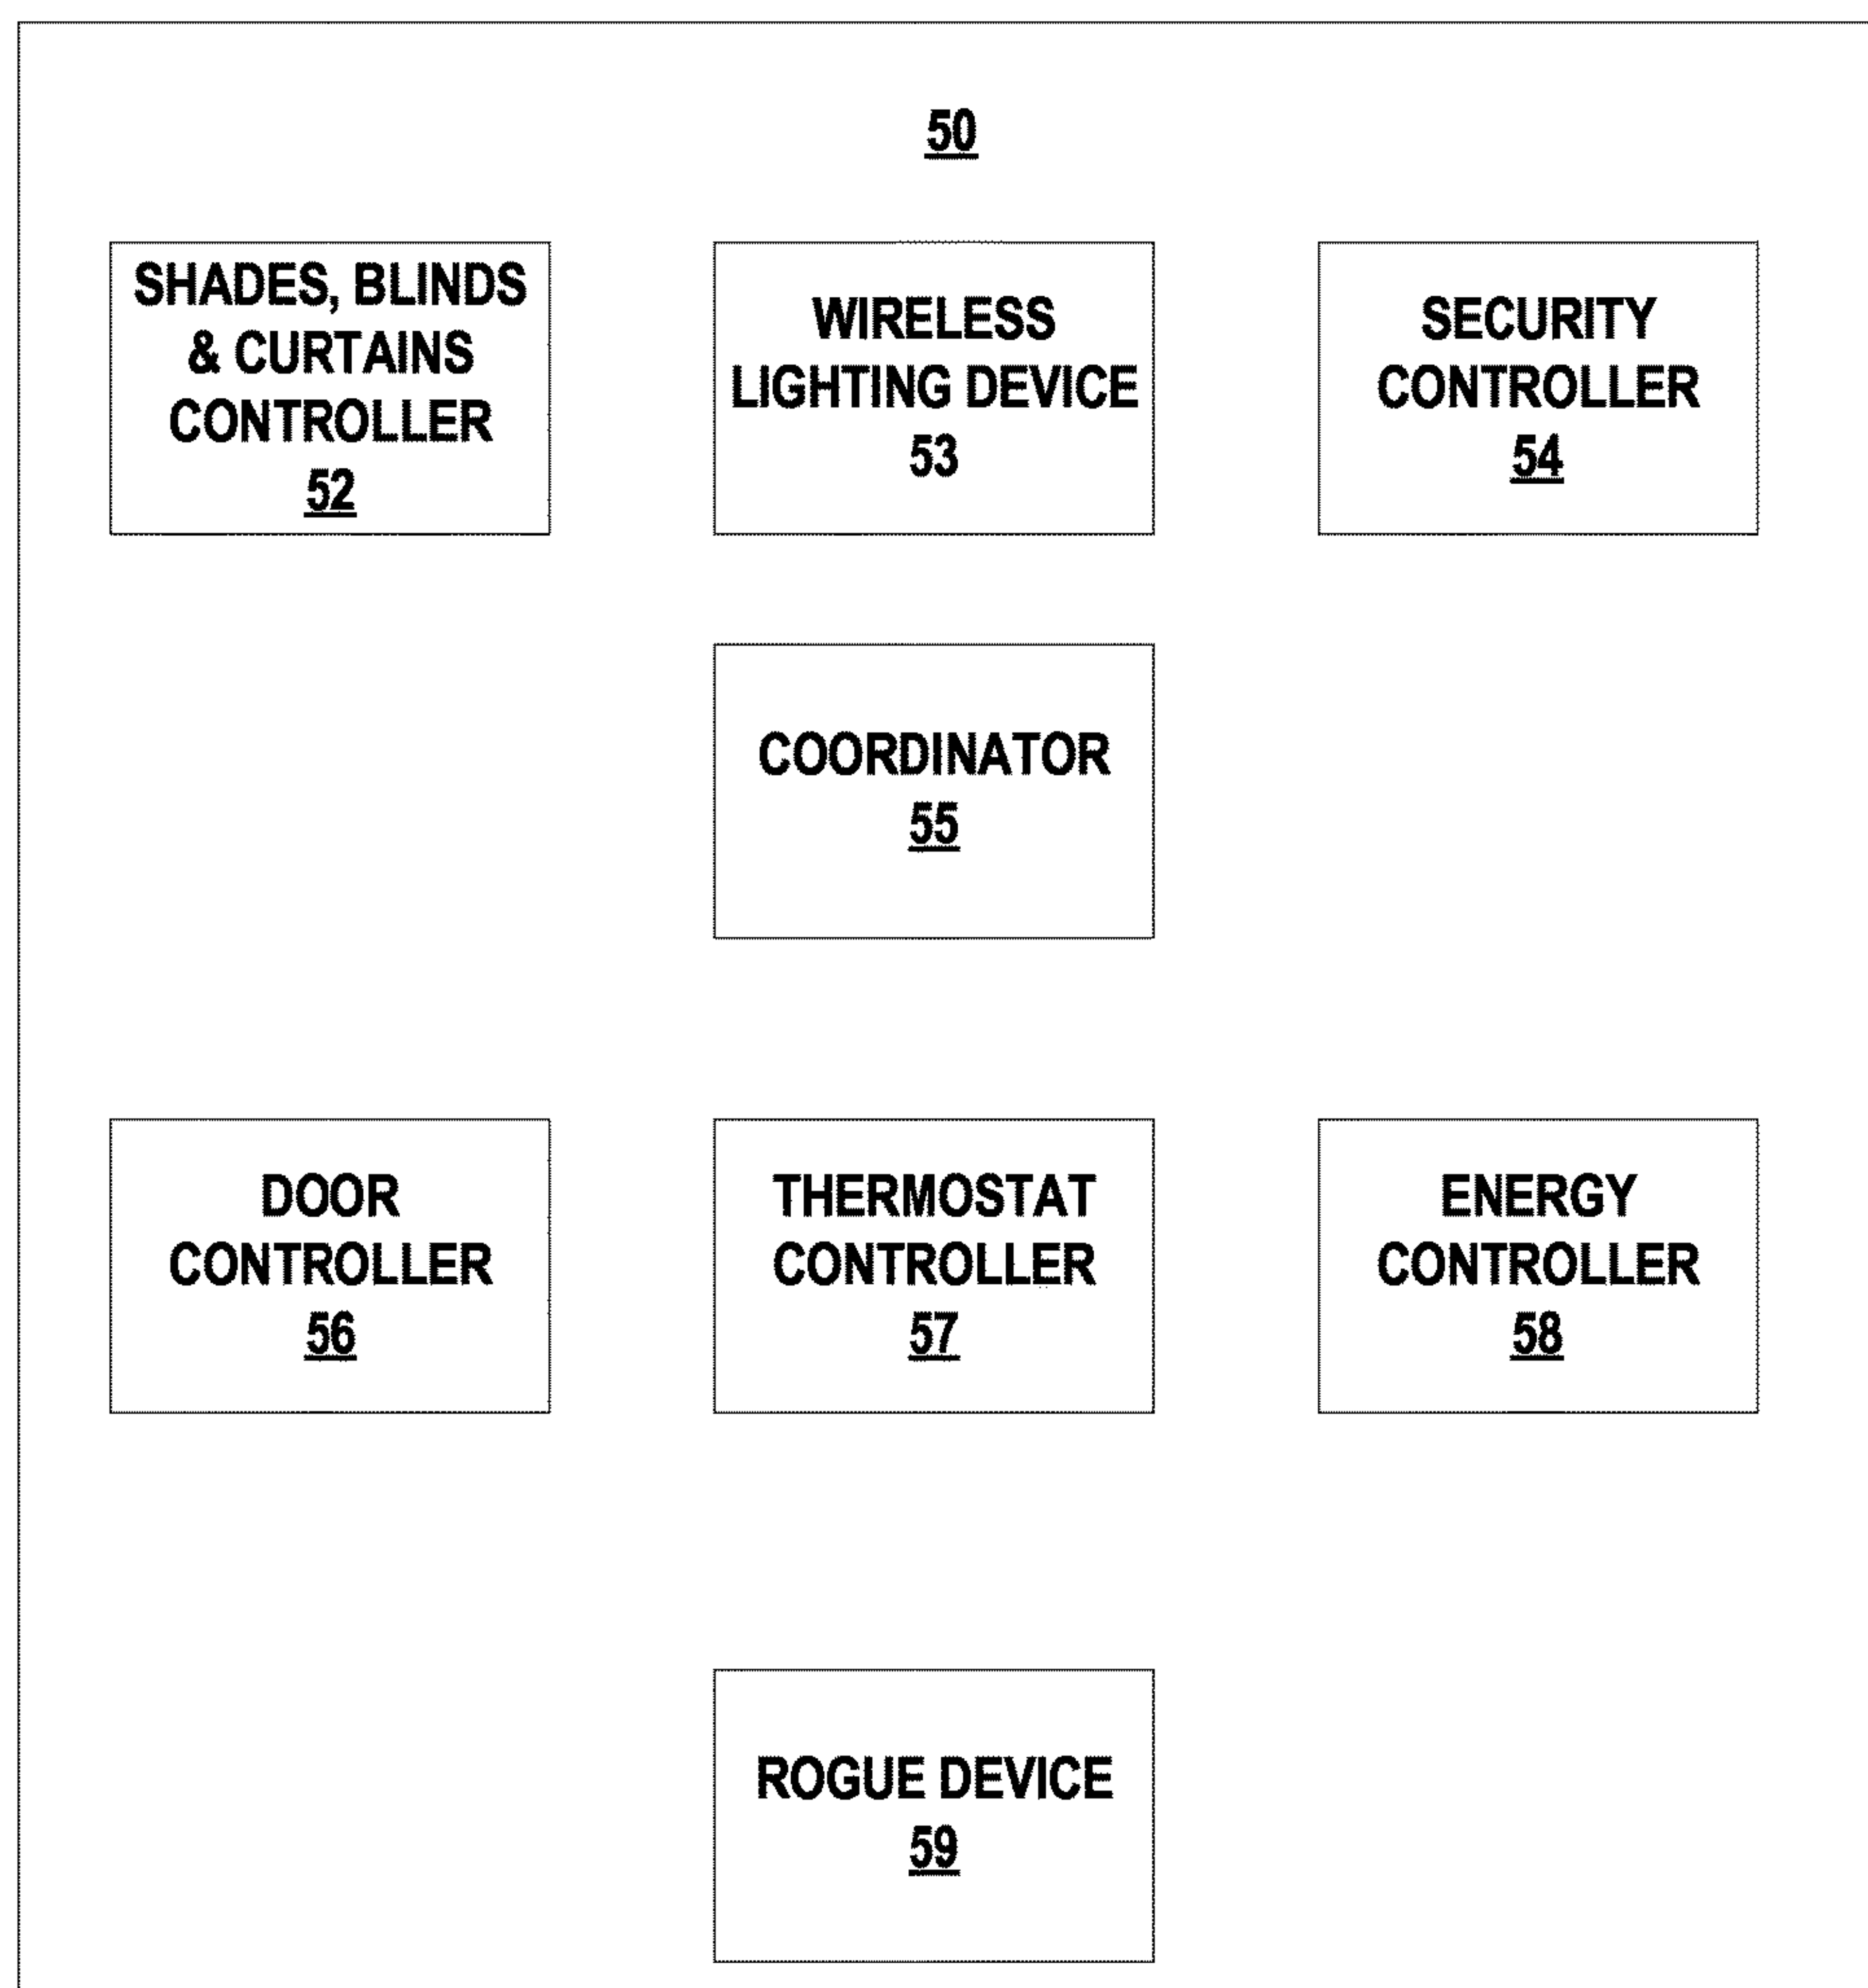 50
SHADES, BLINDS
& CURTAINS
CONTROLLER
52
WIRELESS
LIGHTING DEVICE
53
SECURITY
CONTROLLER
54
COORDINATOR
55
DOOR
CONTROLLER
56
THERMOSTAT
CONTROLLER
57
ENERGY
CONTROLLER
58
ROGUE DEVICE
59